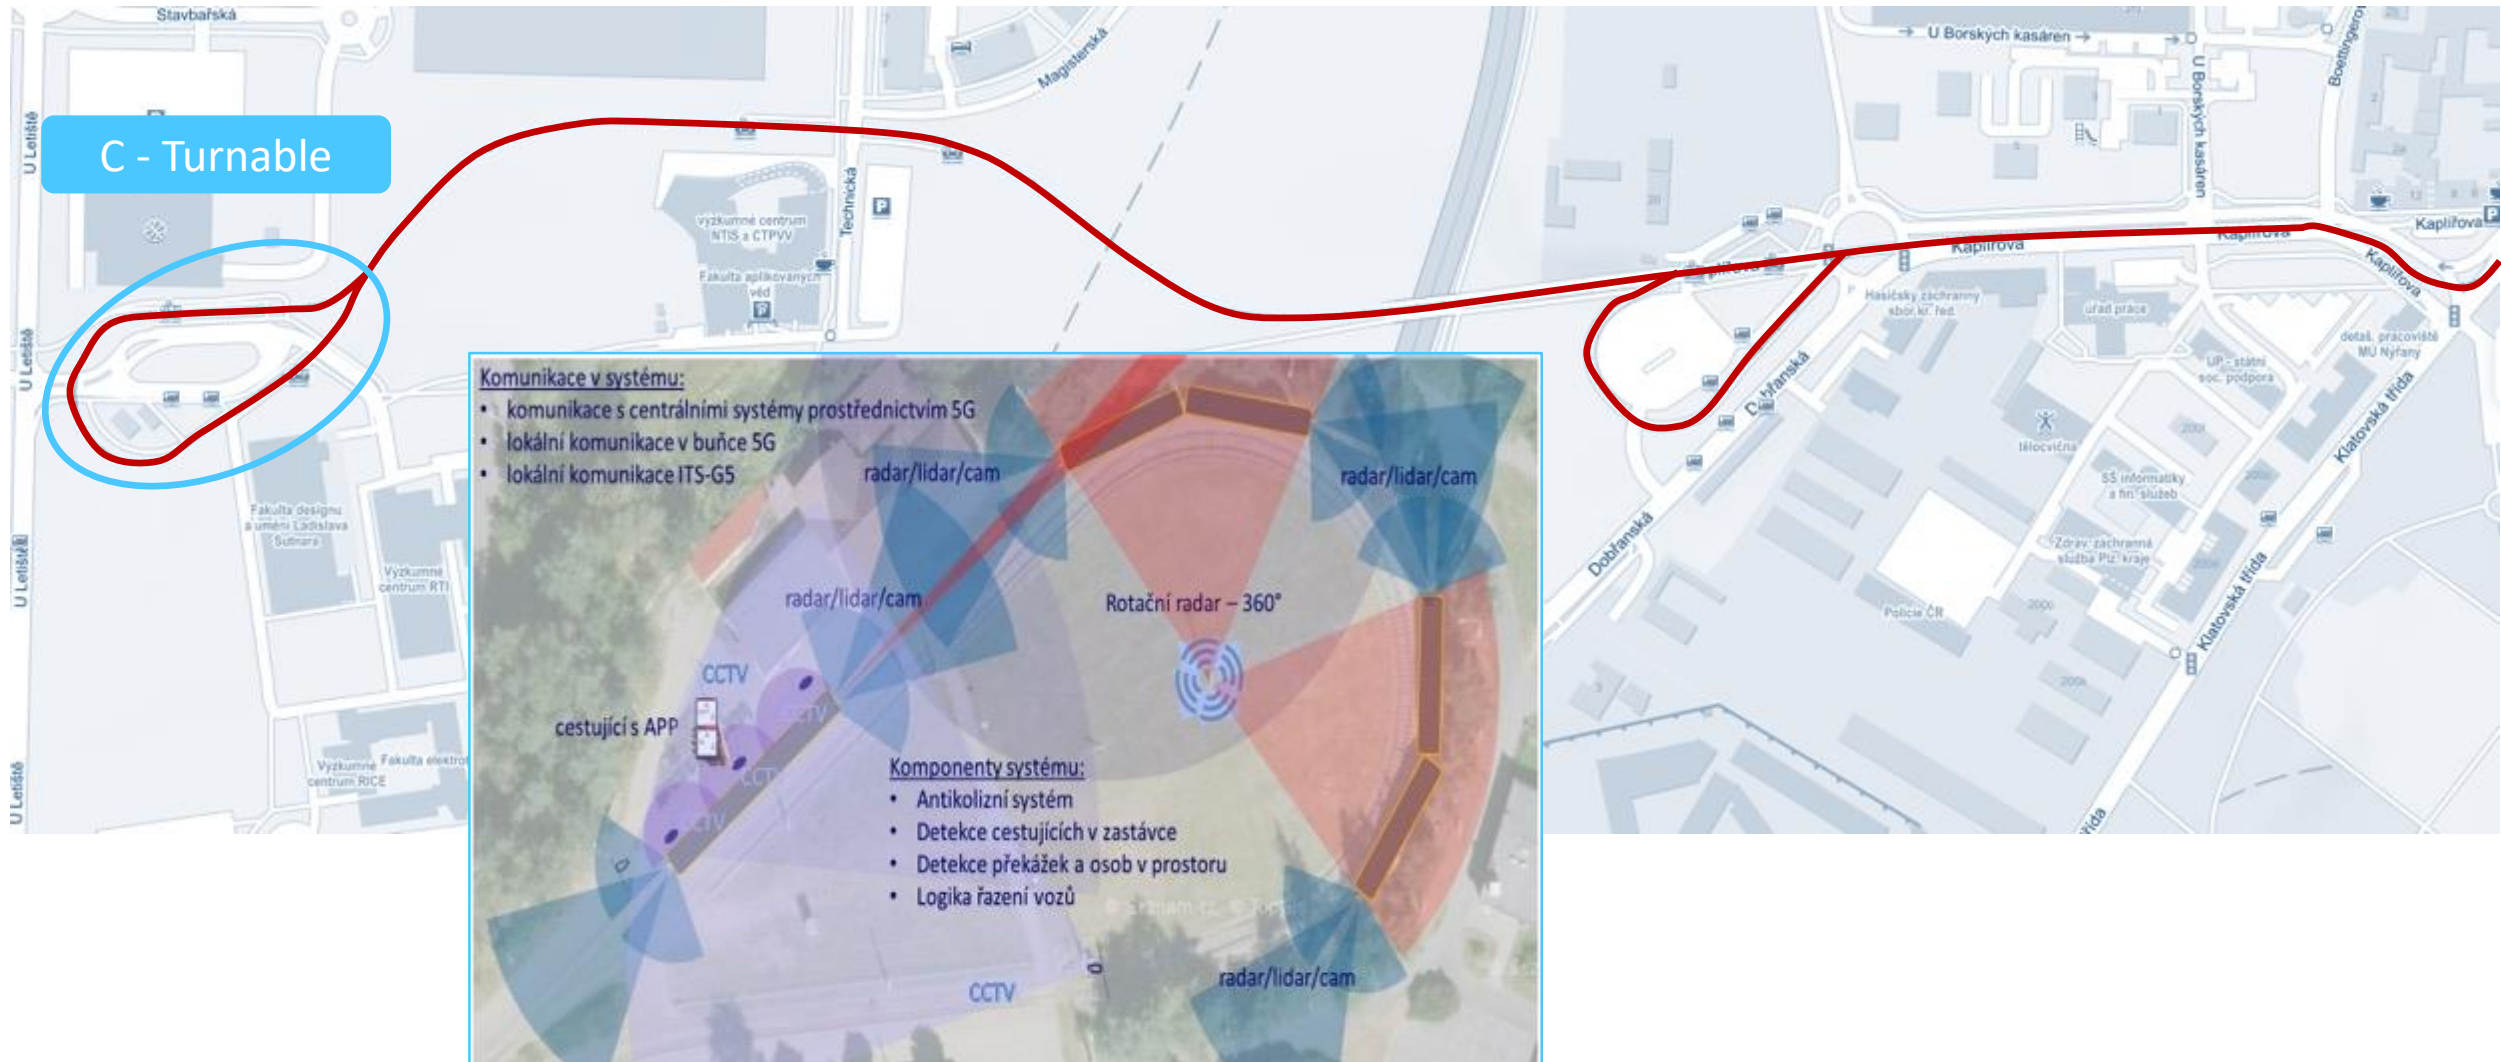 Stavbařská
U Letiště
C - Turnable
Magisterská
Technická
výzkumné centrum
NTIS a CTPVV
Fakulta aplikovaných
věd
U Letiště
U Letiště
U Letiště
Fakulta designu
a umění Ladislava
Sutnara
Výzkumné
centrum RTI
Výzkumné
centrum RICE
Fakulta elektrot
U Borských kasáren
U Borských kasáren
Kaplířova
Kaplířova
Kaplířova
Kaplířova
Kaplířova
Hasičský záchranný
sbor kr. řed.
úřad práce
ÚP - státní
soc. podpora
detaš. pracoviště
MÚ Nýřany
Dobřanská
Dobřanská
tělocvična
SŠ informatiky
a fin. služeb
Zdrav. záchranná
služba Plz. kraje
Policie ČR
Klatovská třída
Klatovská třída
třída
Komunikace v systému:
• komunikace s centrálními systémy prostřednictvím 5G
• lokální komunikace v buňce 5G
• lokální komunikace ITS-G5
radar/lidar/cam
radar/lidar/cam
radar/lidar/cam
Rotační radar – 360°
CCTV
CCTV
cestující s APP
CCTV
Komponenty systému:
• Antikolizní systém
• Detekce cestujících v zastávce
• Detekce překážek a osob v prostoru
• Logika řazení vozů
radar/lidar/cam
CCTV